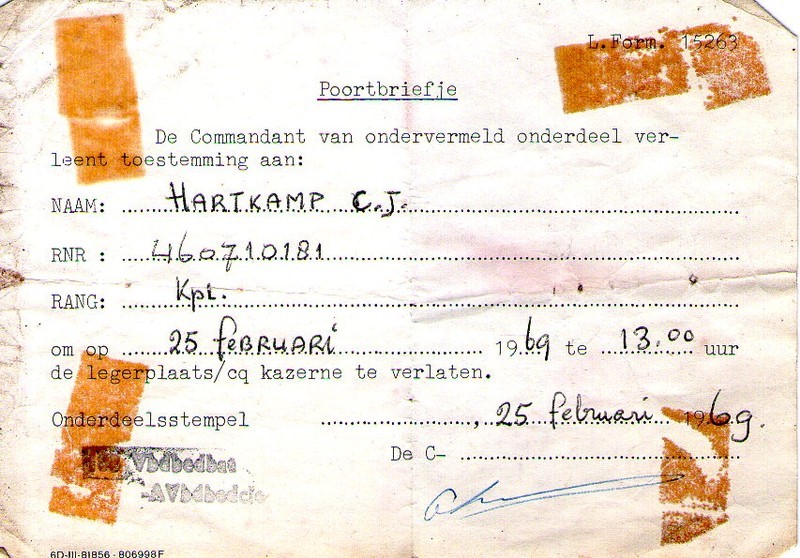 L.Form. 15263
Poortbriefje
De Commandant van ondervermeld onderdeel ver-
leent toestemming aan:
NAAM: HARTKAMP C.J.
RNR : 460710181
RANG: Kpl.
om op 25 februari 1969 te 13.00 uur
de legerplaats/cq kazerne te verlaten.
Onderdeelsstempel , 25 februari 1969.
De C-
Vbdbedbat
-AVbdbedcie
6D-III-81856 - 806998F